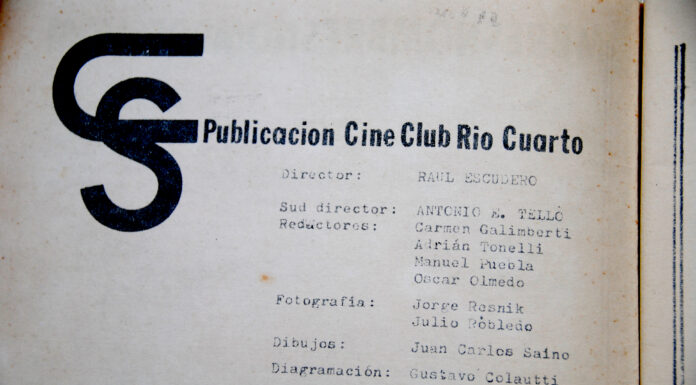 CS
Publicacion Cine Club Rio Cuarto
Director: RAUL ESCUDERO
Sud director: ANTONIO E. TELLO
Redactores: Carmen Galimberti
Adrián Tonelli
Manuel Puebla
Oscar Olmedo
Fotografía: Jorge Resnik
Julio Robledo
Dibujos: Juan Carlos Saino
Diagramación: Gustavo Colautti